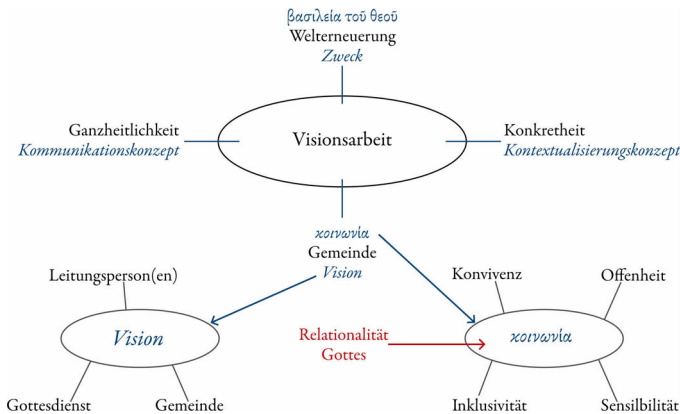 βασιλεία τοῦ θεοῦ
Welterneuerung
Zweck
Ganzheitlichkeit
Kommunikationskonzept
Visionsarbeit
Konkretheit
Kontextualisierungskonzept
κοινωνία
Gemeinde
Vision
Leitungsperson(en)
Vision
Gottesdienst
Gemeinde
Relationalität
Gottes
Konvivenz
Offenheit
κοινωνία
Inklusivität
Sensilbilität